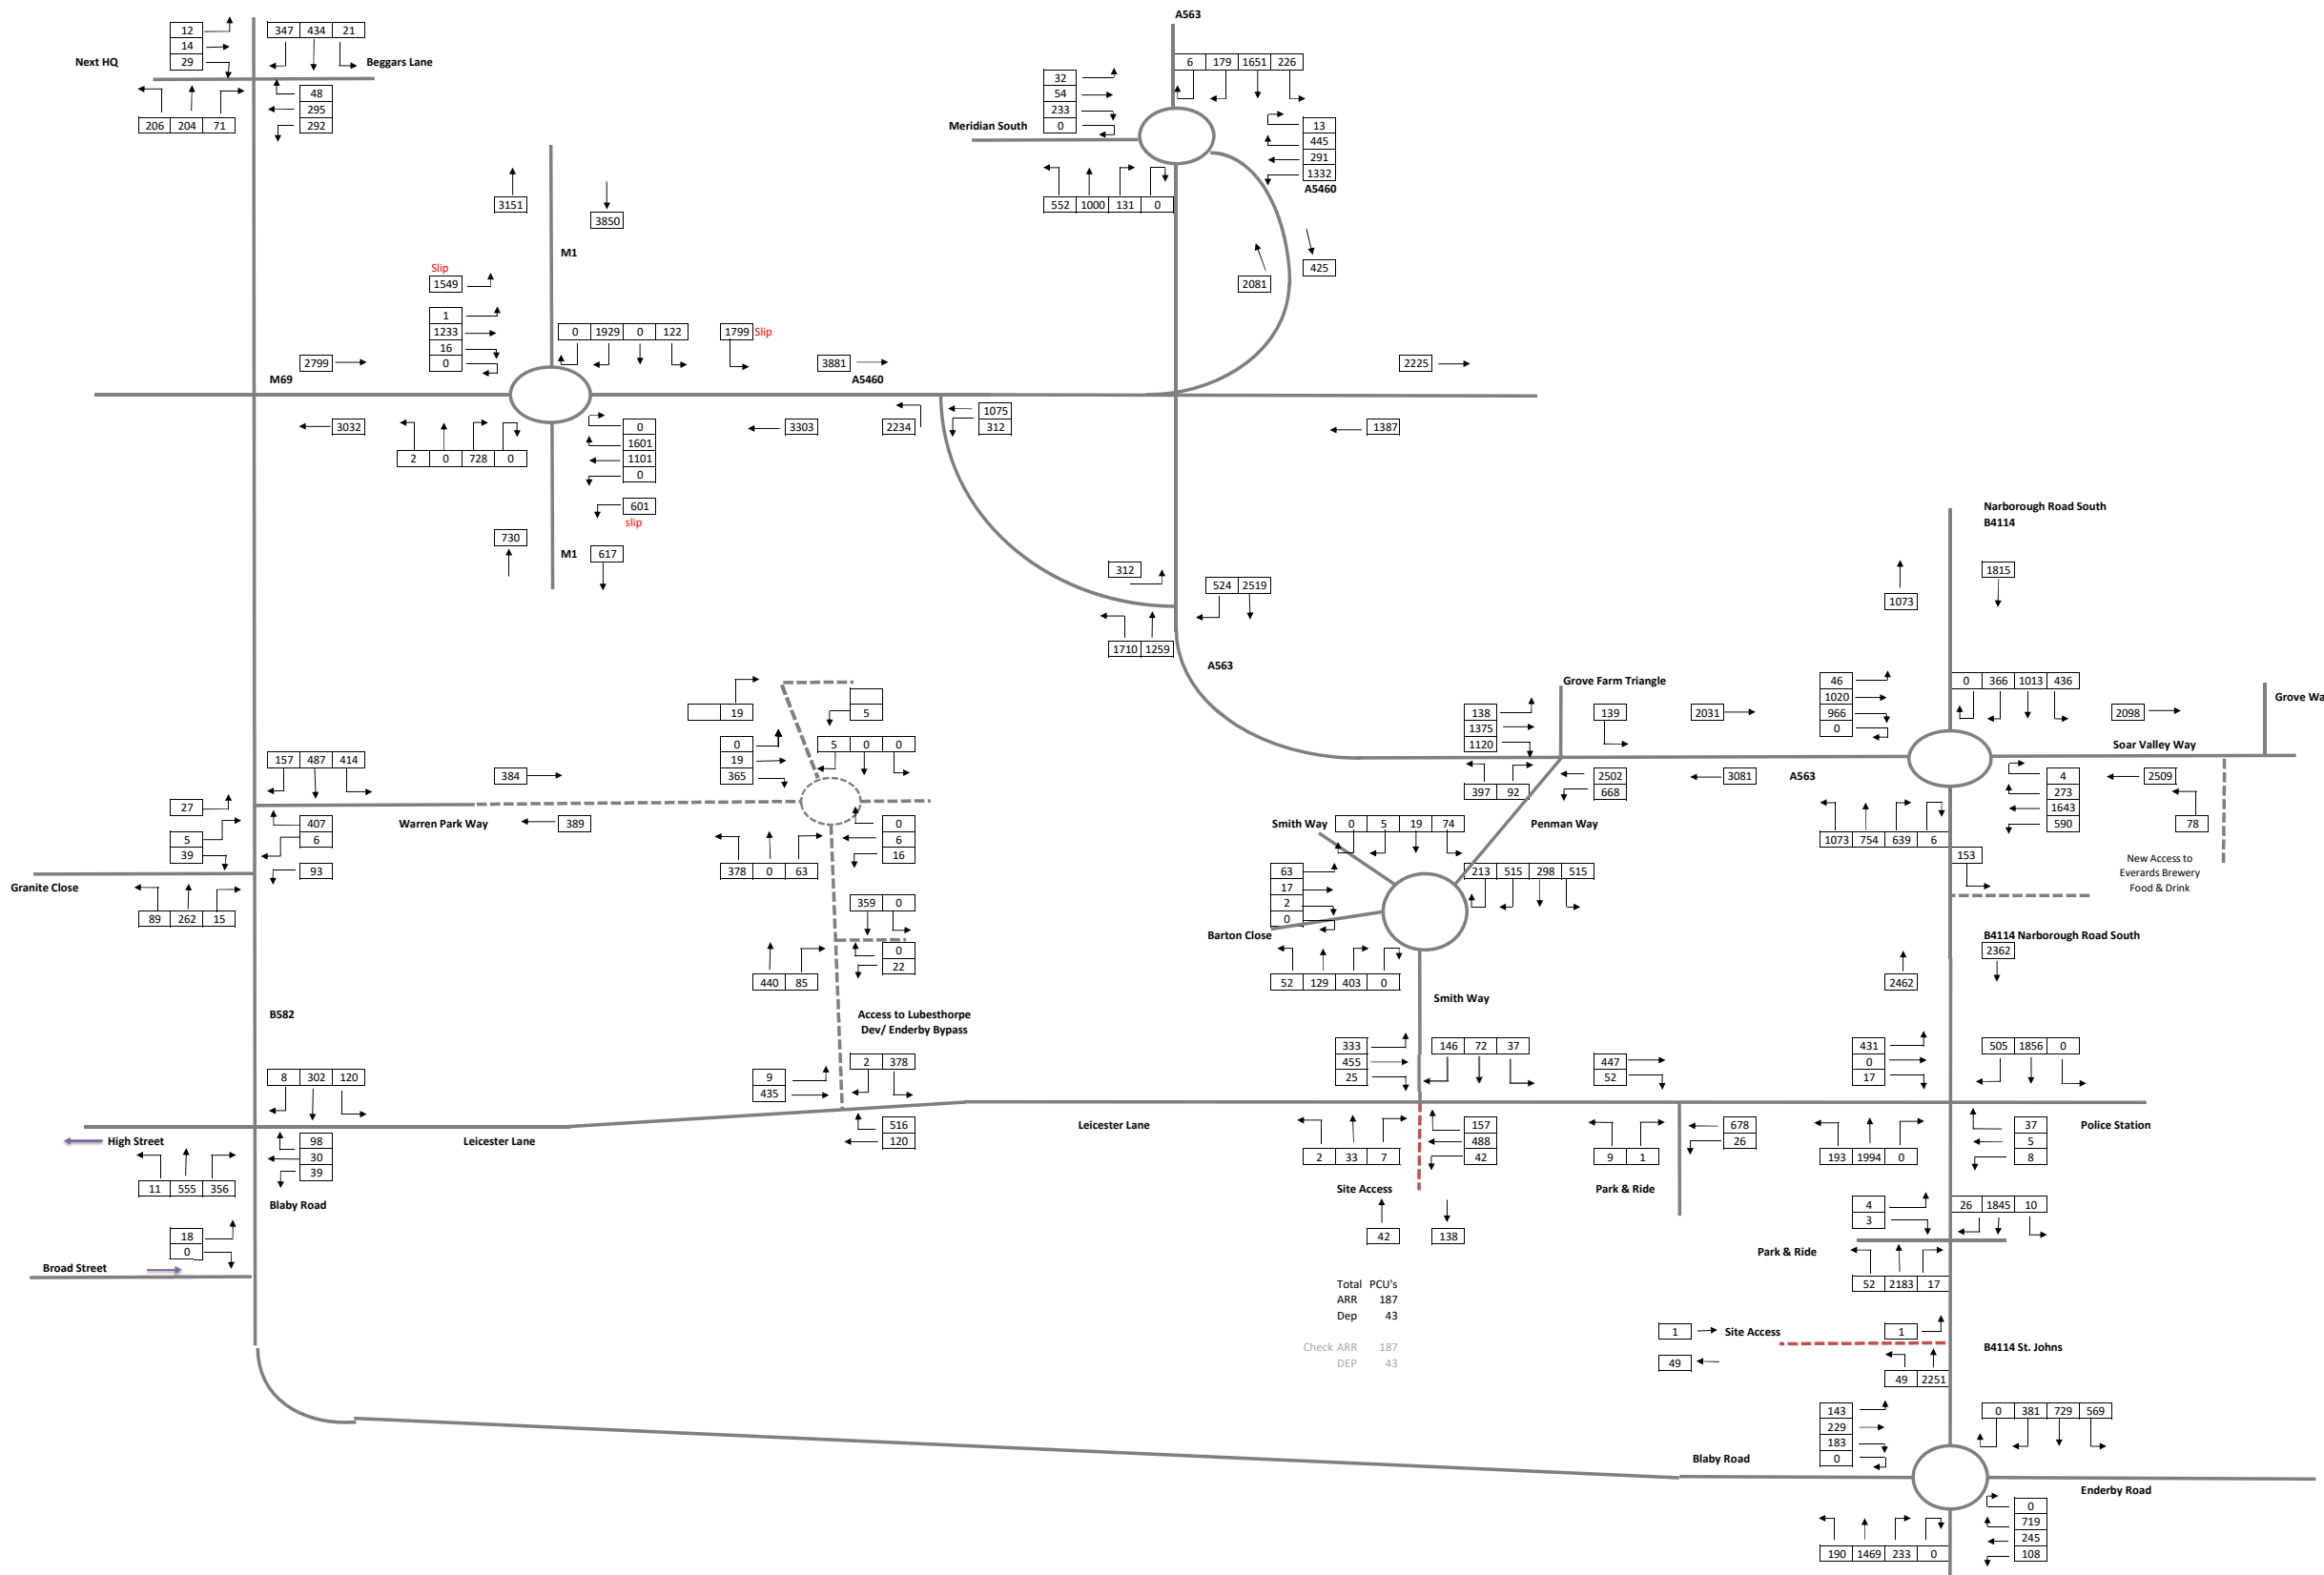 A563
12
14
29
347 434 21
Next HQ
Beggars Lane
206 204 71
48
295
292
6 179 1651 226
32
54
233
0
Meridian South
13
445
291
1332
A5460
552 1000 131 0
3151
3850
M1
2081
425
Slip
1549
1
1233
16
0
0 1929 0 122
1799 Slip
2799
3881
2225
M69
A5460
3032
2 0 728 0
0
1601
1101
0
601
slip
3303
2234
1075
312
1387
730
M1
617
Narborough Road South
B4114
312
524 2519
1073
1815
1710 1259
A563
Grove Farm Triangle
19
5
138
1375
1120
139
2031
46
1020
966
0
0 366 1013 436
2098
Grove Wa
157 487 414
384
0
19
365
5 0 0
Soar Valley Way
397 92
2502
668
3081
A563
4
273
1643
590
2509
78
27
5
39
407
6
93
Warren Park Way
389
378 0 63
0
6
16
Smith Way
0 5 19 74
Penman Way
1073 754 639 6
153
New Access to
Everards Brewery
Food & Drink
Granite Close
89 262 15
359 0
63
17
2
0
213 515 298 515
Barton Close
B4114 Narborough Road South
2362
440 85
0
22
52 129 403 0
2462
Smith Way
B582
Access to Lubesthorpe
Dev/ Enderby Bypass
8 302 120
9
435
2 378
333
455
25
146 72 37
447
52
431
0
17
505 1856 0
High Street
98
30
39
Leicester Lane
516
120
Leicester Lane
2 33 7
157
488
42
9 1
678
26
193 1994 0
37
5
8
Police Station
11 555 356
Blaby Road
Site Access
Park & Ride
42
138
4
3
26 1845 10
18
0
Broad Street
Park & Ride
52 2183 17
Total PCU's
ARR 187
Dep 43
Check ARR 187
DEP 43
1
Site Access
49
1
B4114 St. Johns
49 2251
143
229
183
0
0 381 729 569
Blaby Road
Enderby Road
190 1469 233 0
0
719
245
108